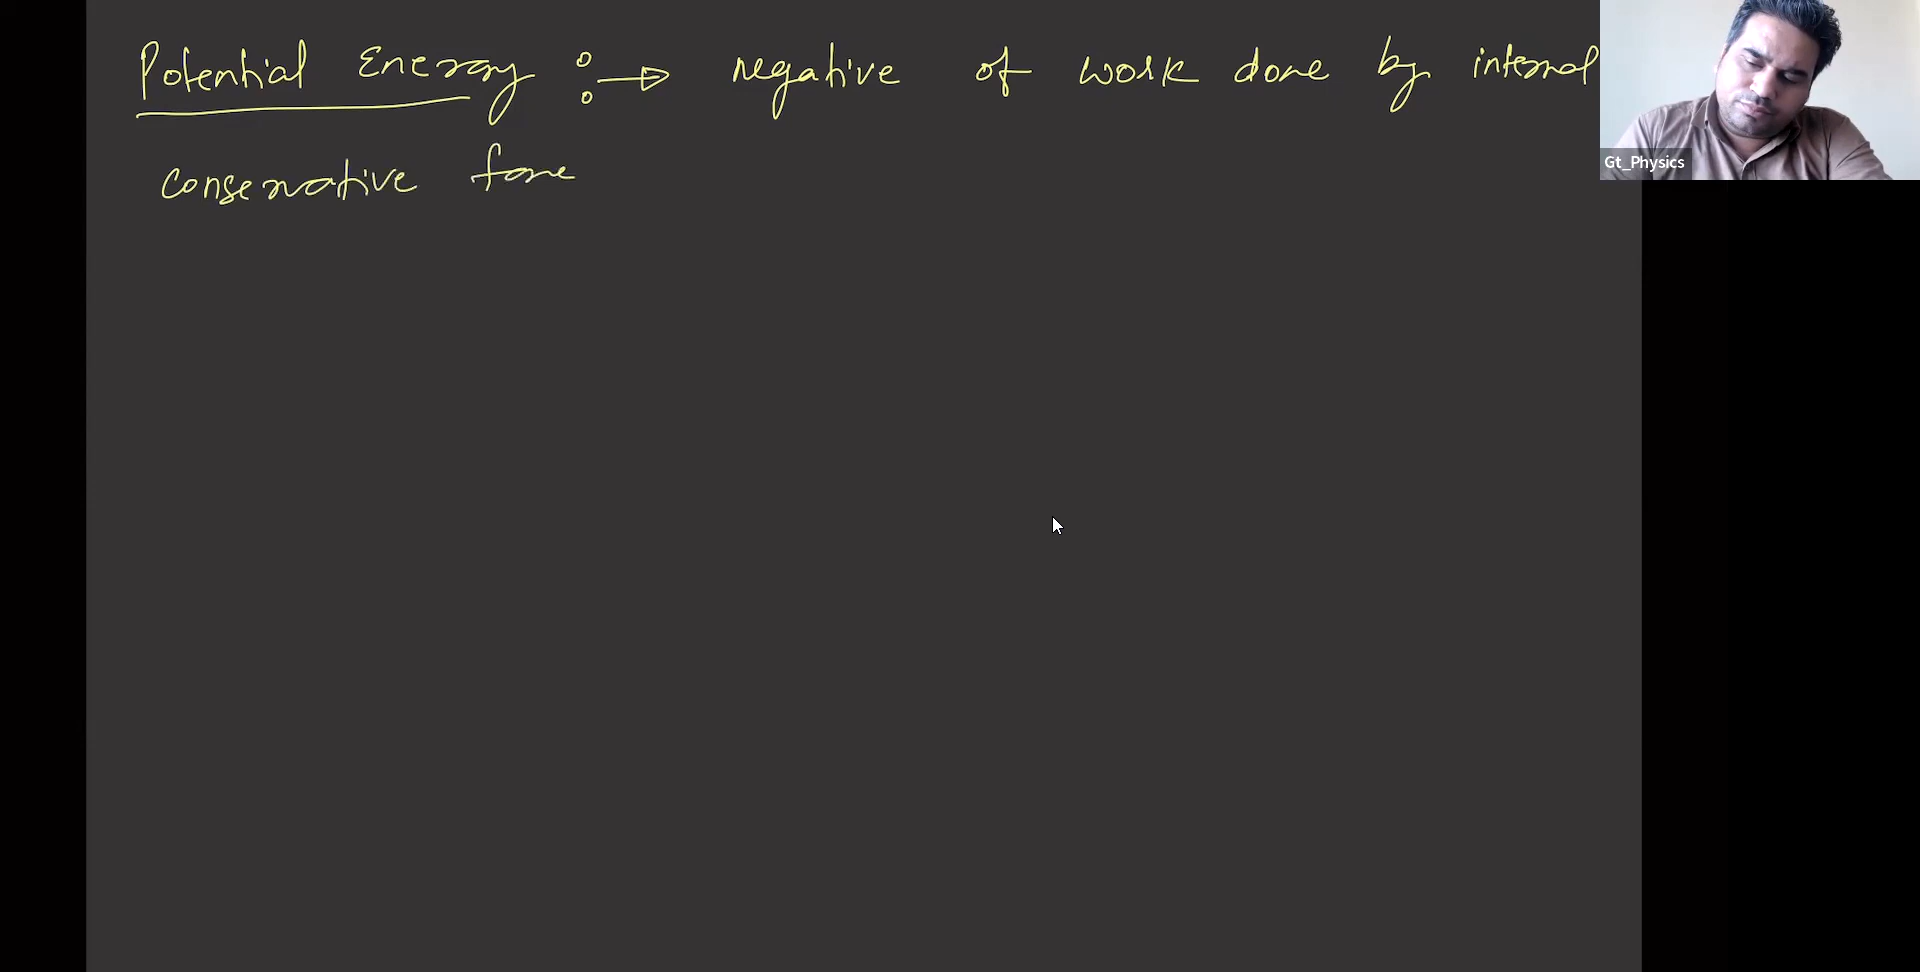 Potential Energy :→ negative of work done by internal
conservative force
Gt_Physics